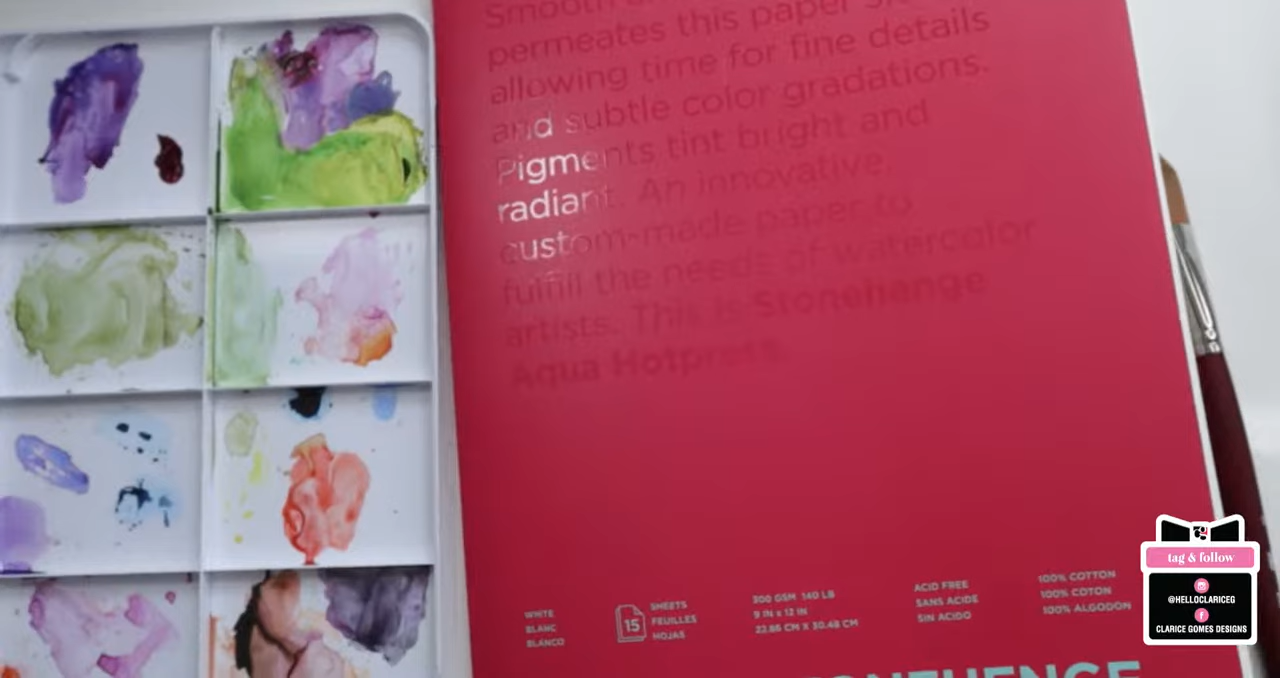 Smooth
permeates this paper
allowing time for fine details
and subtle color gradations.
Pigments tint bright and
radiant. An innovative,
custom-made paper to
fulfill the needs of watercolor
artists. This is Stonehenge
Aqua Hotpress.
WHITE
BLANC
BLANCO
15
SHEETS
FEUILLES
HOJAS
300 GSM 140 LB
9 IN x 12 IN
22.86 CM X 30.48 CM
ACID FREE
SANS ACIDE
SIN ACIDO
100% COTTON
100% COTON
100% ALGODON
tag & follow
@HELLOCLARICEG
CLARICE GOMES DESIGNS